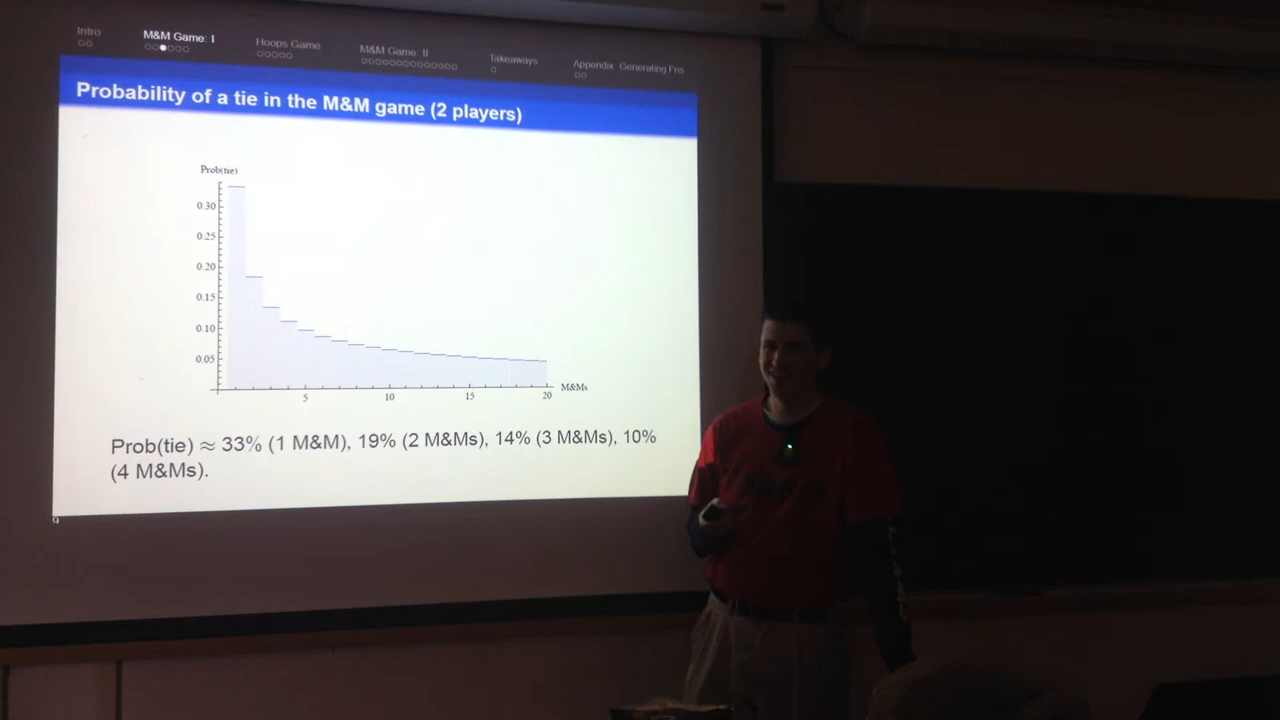 Intro
M&M Game: I
Hoops Game
M&M Game: II
Takeaways
Appendix: Generating Fns
Probability of a tie in the M&M game (2 players)
Prob(tie)
0.30
0.25
0.20
0.15
0.10
0.05
5
10
15
20
M&Ms
Prob(tie) ≈ 33% (1 M&M), 19% (2 M&Ms), 14% (3 M&Ms), 10%
(4 M&Ms).